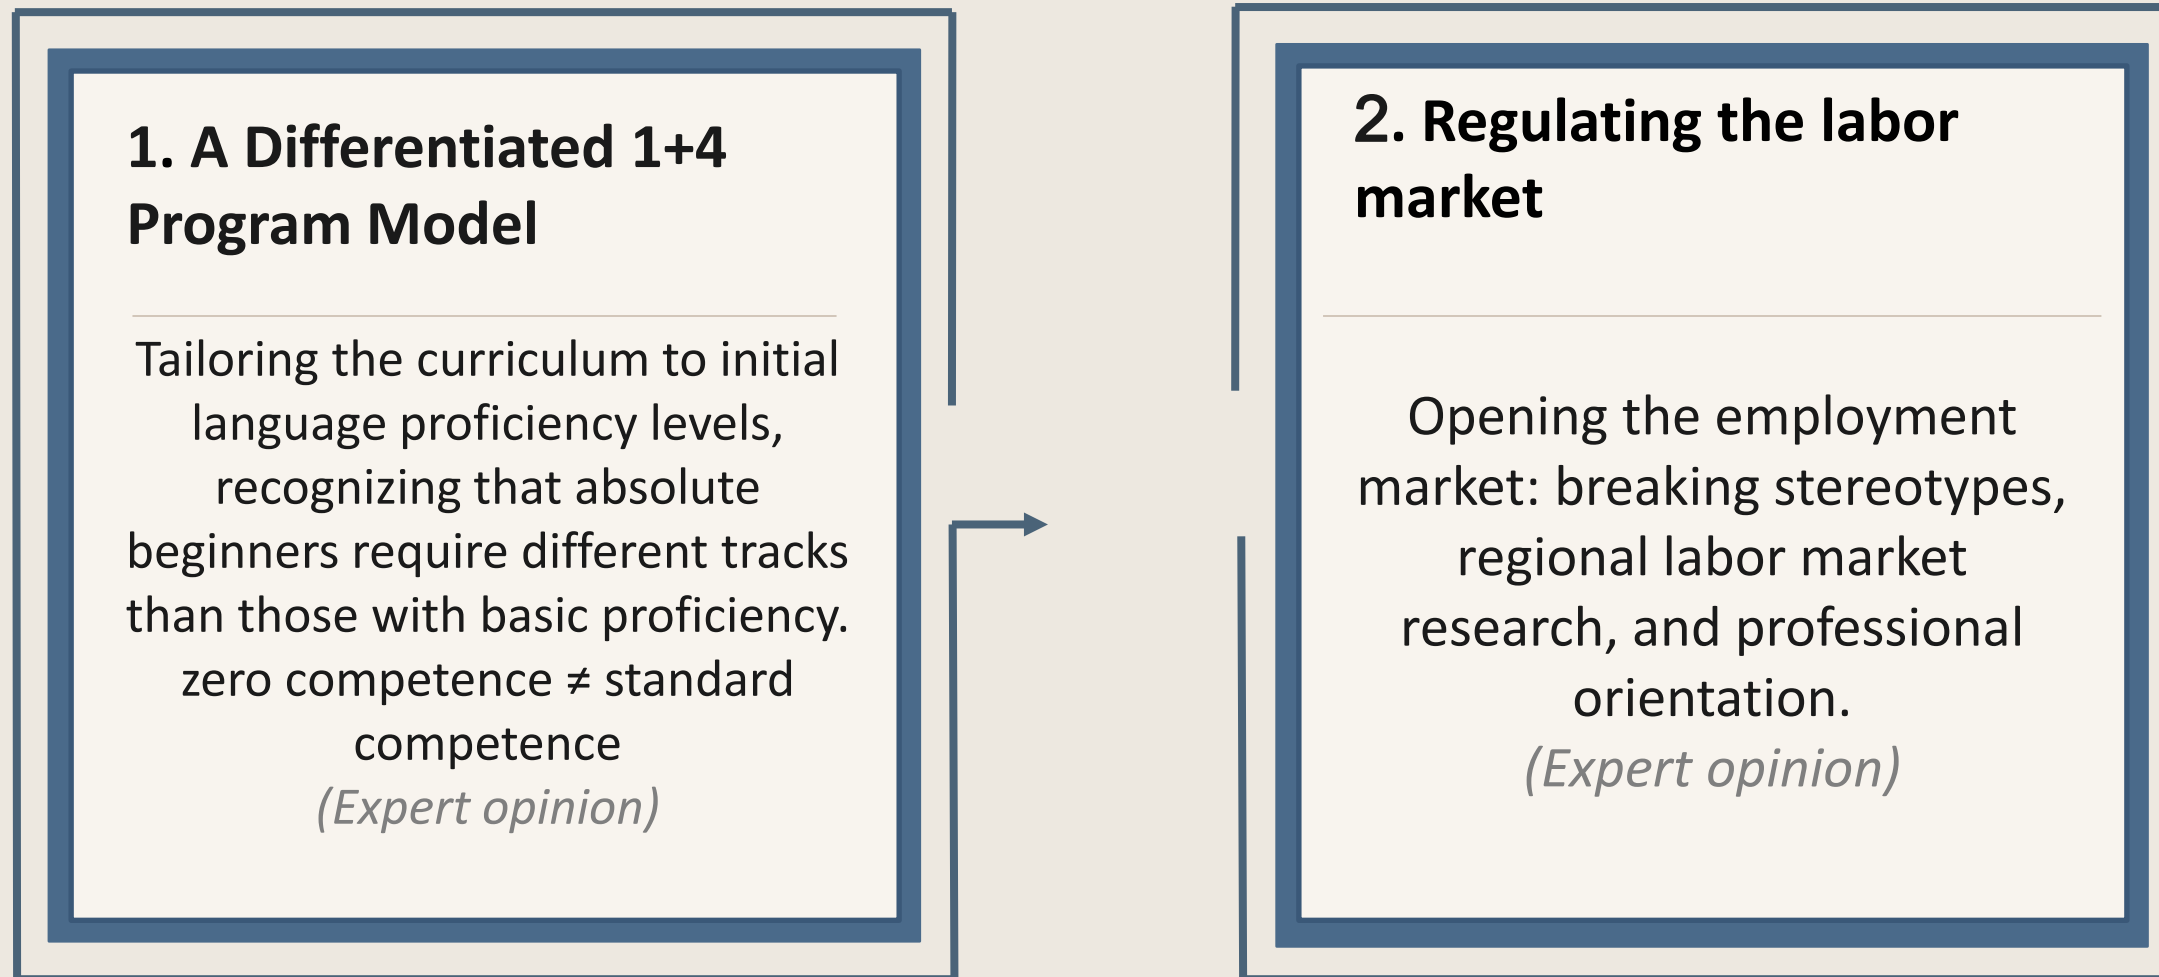 1. A Differentiated 1+4
Program Model
Tailoring the curriculum to initial
language proficiency levels,
recognizing that absolute
beginners require different tracks
than those with basic proficiency.
zero competence ≠ standard
competence
(Expert opinion)
2. Regulating the labor
market
Opening the employment
market: breaking stereotypes,
regional labor market
research, and professional
orientation.
(Expert opinion)